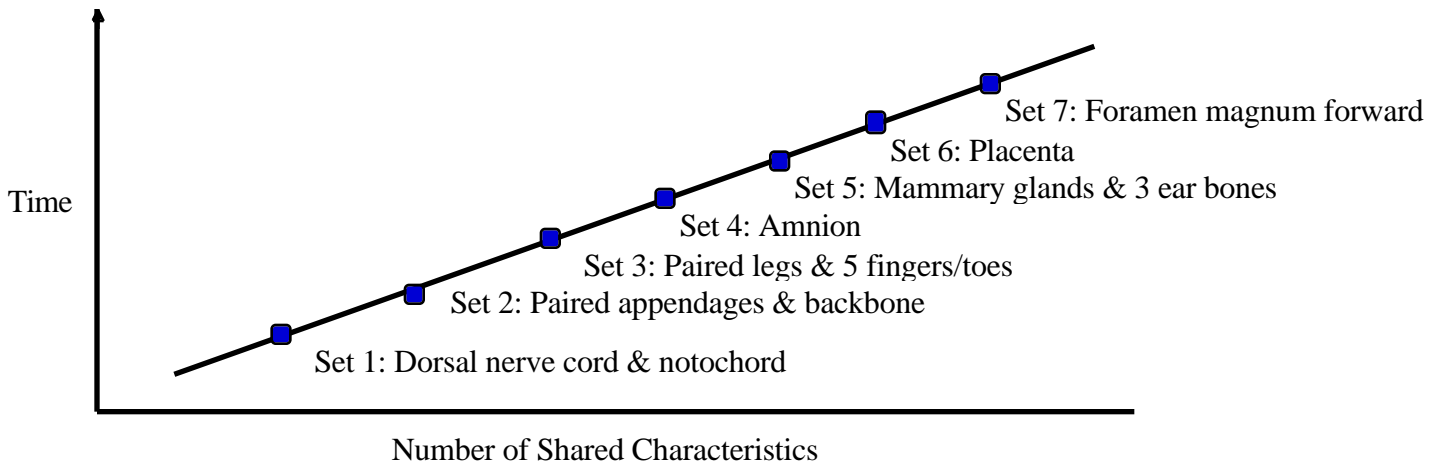 Set 7: Foramen magnum forward
Set 6: Placenta
Set 5: Mammary glands & 3 ear bones
Time
Set 4: Amnion
Set 3: Paired legs & 5 fingers/toes
Set 2: Paired appendages & backbone
Set 1: Dorsal nerve cord & notochord
Number of Shared Characteristics